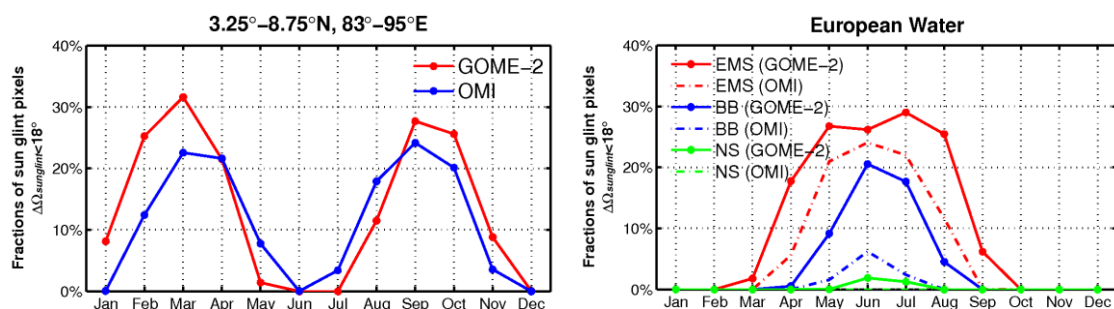 3.25°−8.75°N, 83°−95°E
Fractions of sun glint pixels
ΔΩsunglint<18°
40%
30%
20%
10%
0%
GOME−2
OMI
Jan Feb Mar Apr May Jun Jul Aug Sep Oct Nov Dec
European Water
Fractions of sun glint pixels
ΔΩsunglint<18°
40%
30%
20%
10%
0%
EMS (GOME−2)
EMS (OMI)
BB (GOME−2)
BB (OMI)
NS (GOME−2)
NS (OMI)
Jan Feb Mar Apr May Jun Jul Aug Sep Oct Nov Dec